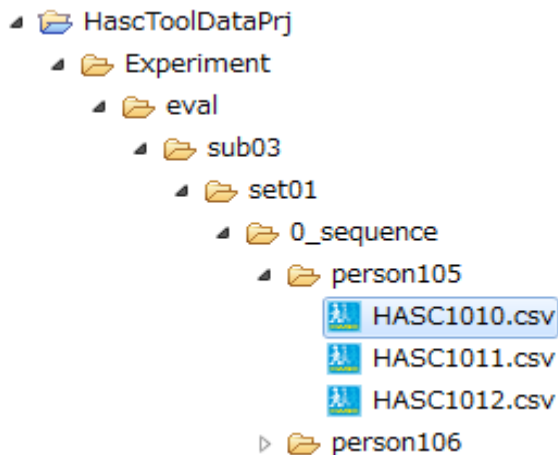 HascToolDataPrj
Experiment
eval
sub03
set01
0_sequence
person105
HASC1010.csv
HASC1011.csv
HASC1012.csv
person106